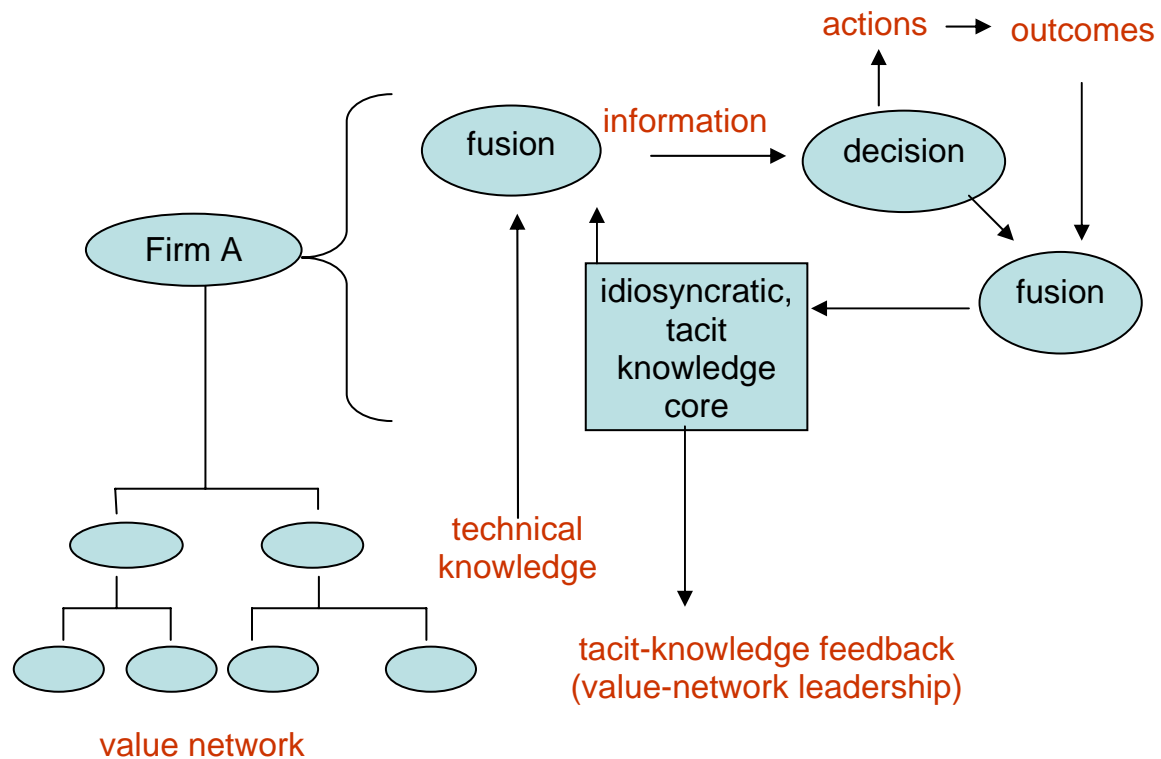 actions
outcomes
fusion
information
decision
Firm A
idiosyncratic,
tacit
knowledge
core
fusion
technical
knowledge
tacit-knowledge feedback
(value-network leadership)
value network